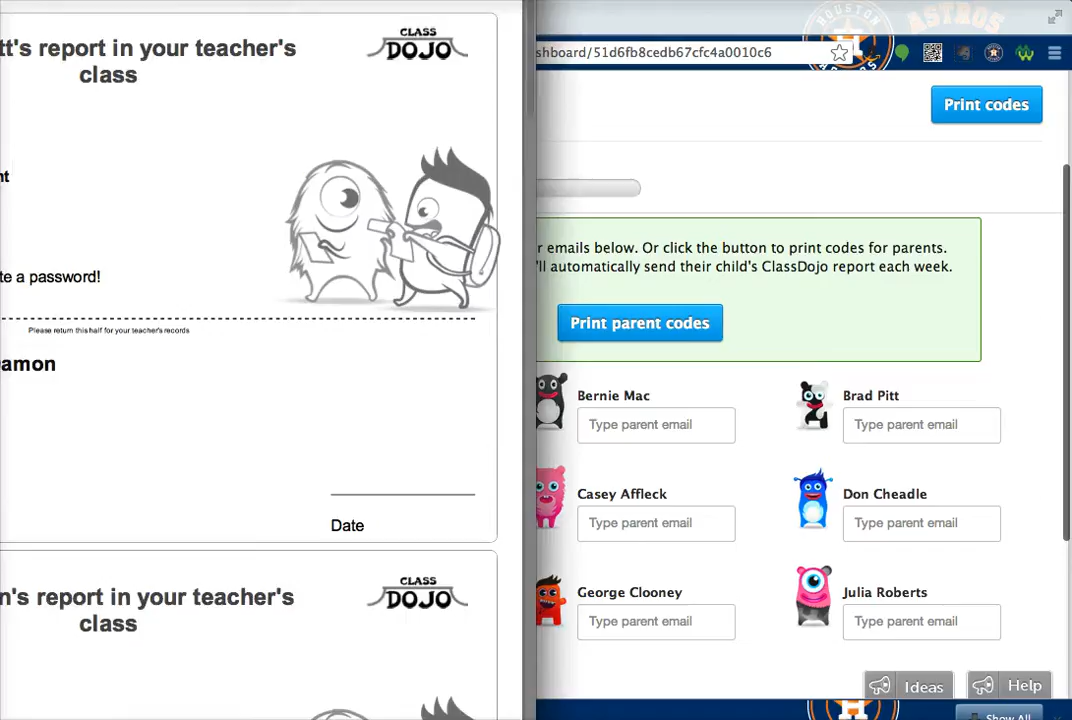 tt's report in your teacher's
class
CLASS
DOJO
nt
te a password!
Please return this half for your teacher's records
amon
Date
n's report in your teacher's
class
CLASS
DOJO
HOUSTON
ASTROS
shboard/51d6fb8cedb67cfc4a0010c6
Print codes
r emails below. Or click the button to print codes for parents.
'll automatically send their child's ClassDojo report each week.
Print parent codes
Bernie Mac
Type parent email
Brad Pitt
Type parent email
Casey Affleck
Type parent email
Don Cheadle
Type parent email
George Clooney
Type parent email
Julia Roberts
Type parent email
Ideas
Help
Show All